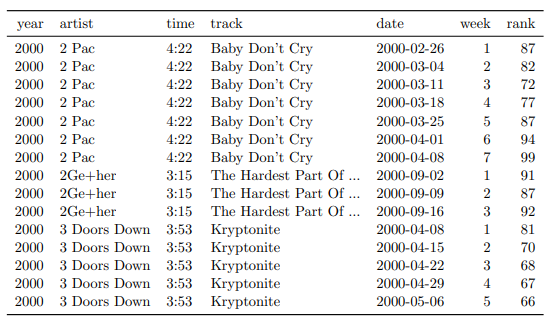 year artist time track date week rank
2000 2 Pac 4:22 Baby Don't Cry 2000-02-26 1 87
2000 2 Pac 4:22 Baby Don't Cry 2000-03-04 2 82
2000 2 Pac 4:22 Baby Don't Cry 2000-03-11 3 72
2000 2 Pac 4:22 Baby Don't Cry 2000-03-18 4 77
2000 2 Pac 4:22 Baby Don't Cry 2000-03-25 5 87
2000 2 Pac 4:22 Baby Don't Cry 2000-04-01 6 94
2000 2 Pac 4:22 Baby Don't Cry 2000-04-08 7 99
2000 2Ge+her 3:15 The Hardest Part Of ... 2000-09-02 1 91
2000 2Ge+her 3:15 The Hardest Part Of ... 2000-09-09 2 87
2000 2Ge+her 3:15 The Hardest Part Of ... 2000-09-16 3 92
2000 3 Doors Down 3:53 Kryptonite 2000-04-08 1 81
2000 3 Doors Down 3:53 Kryptonite 2000-04-15 2 70
2000 3 Doors Down 3:53 Kryptonite 2000-04-22 3 68
2000 3 Doors Down 3:53 Kryptonite 2000-04-29 4 67
2000 3 Doors Down 3:53 Kryptonite 2000-05-06 5 66